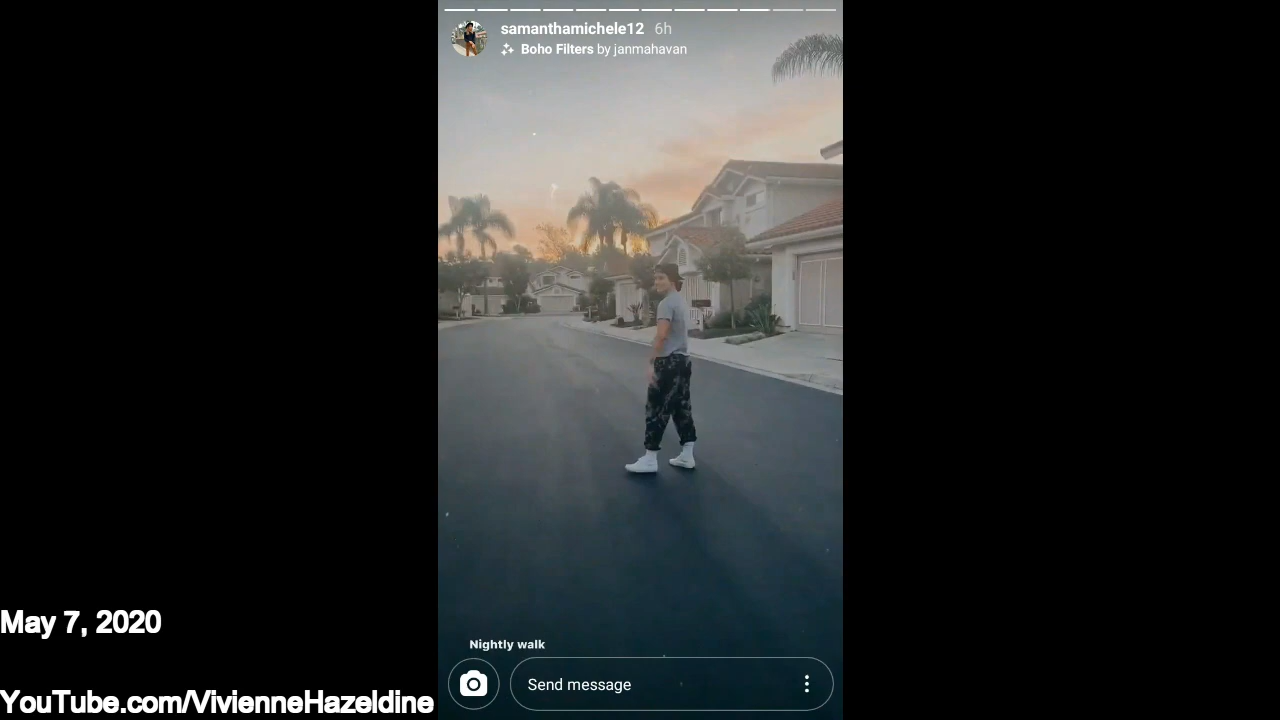 samanthamichele12 6h
Boho Filters by janmahavan
May 7, 2020
Nightly walk
Send message
YouTube.com/VivienneHazeldine